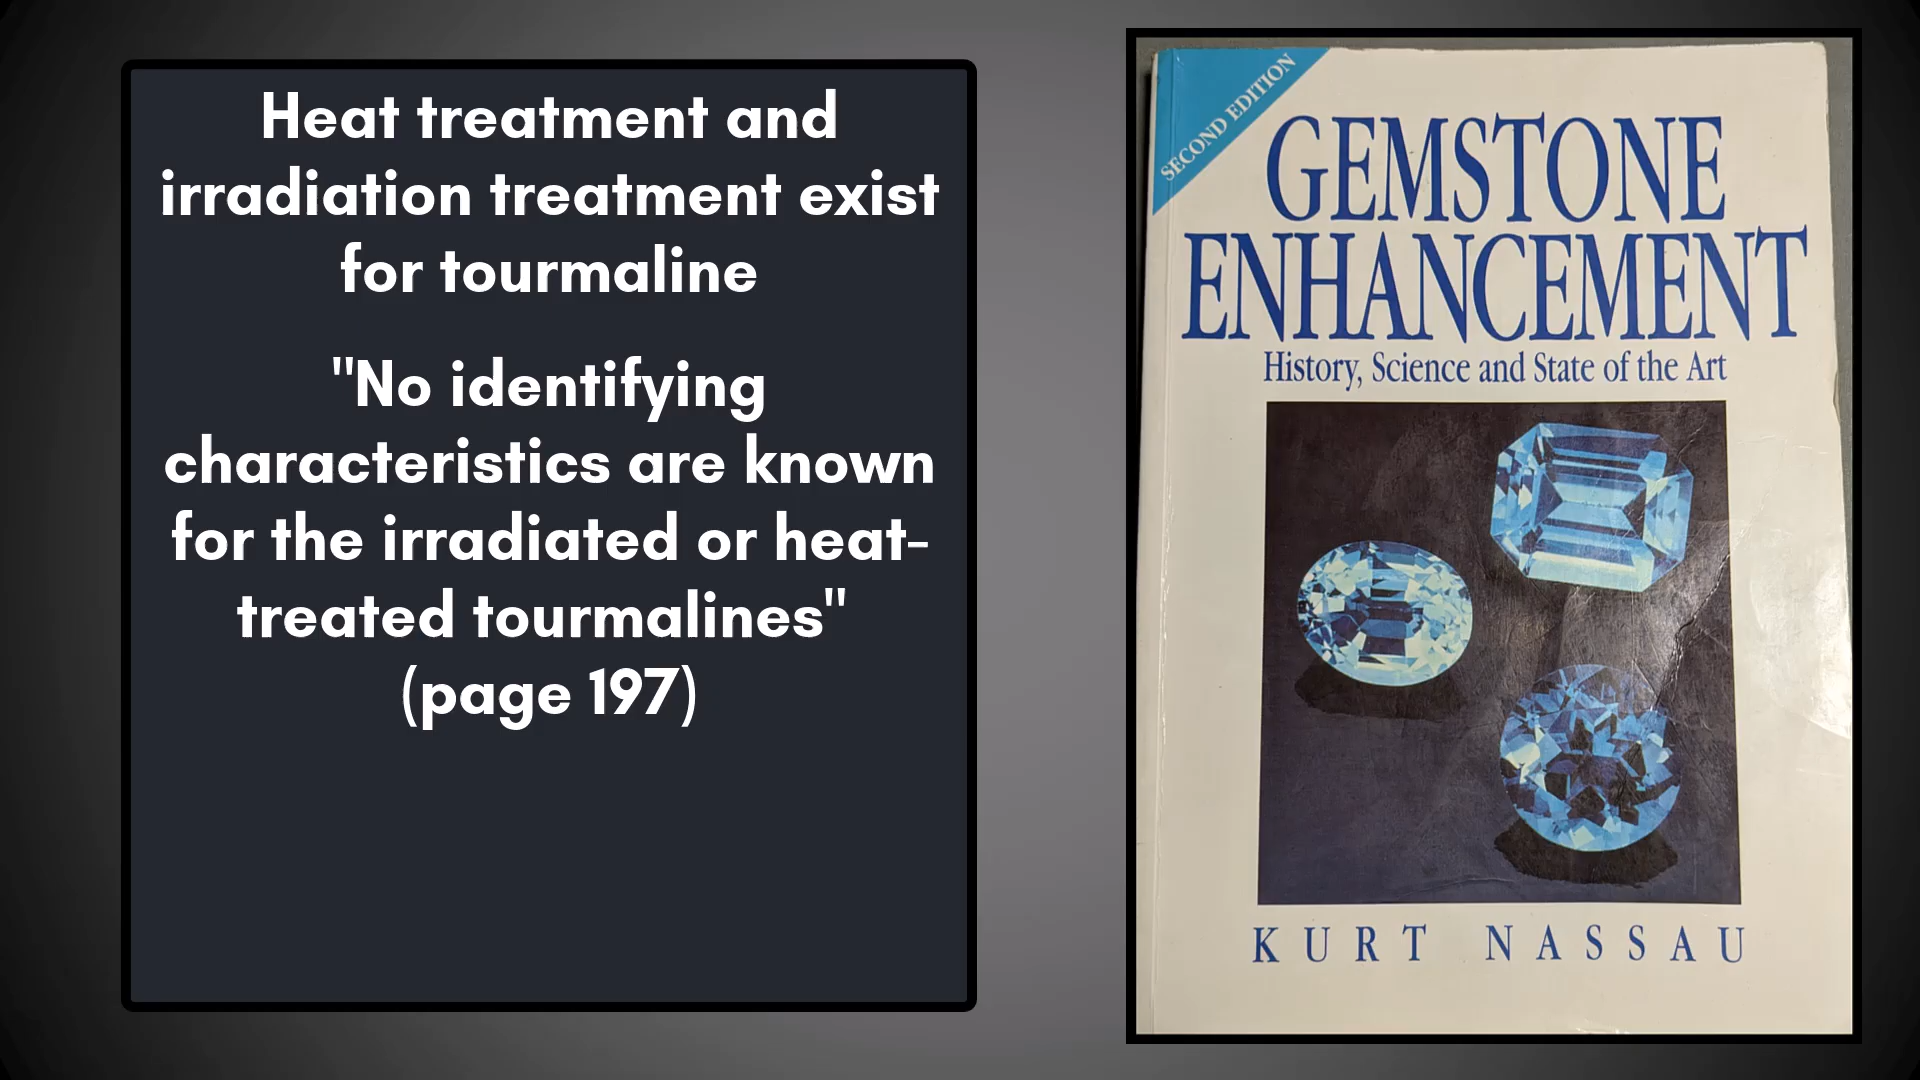 Heat treatment and
irradiation treatment exist
for tourmaline
"No identifying
characteristics are known
for the irradiated or heat-
treated tourmalines"
(page 197)
SECOND EDITION
GEMSTONE
ENHANCEMENT
History, Science and State of the Art
KURT NASSAU